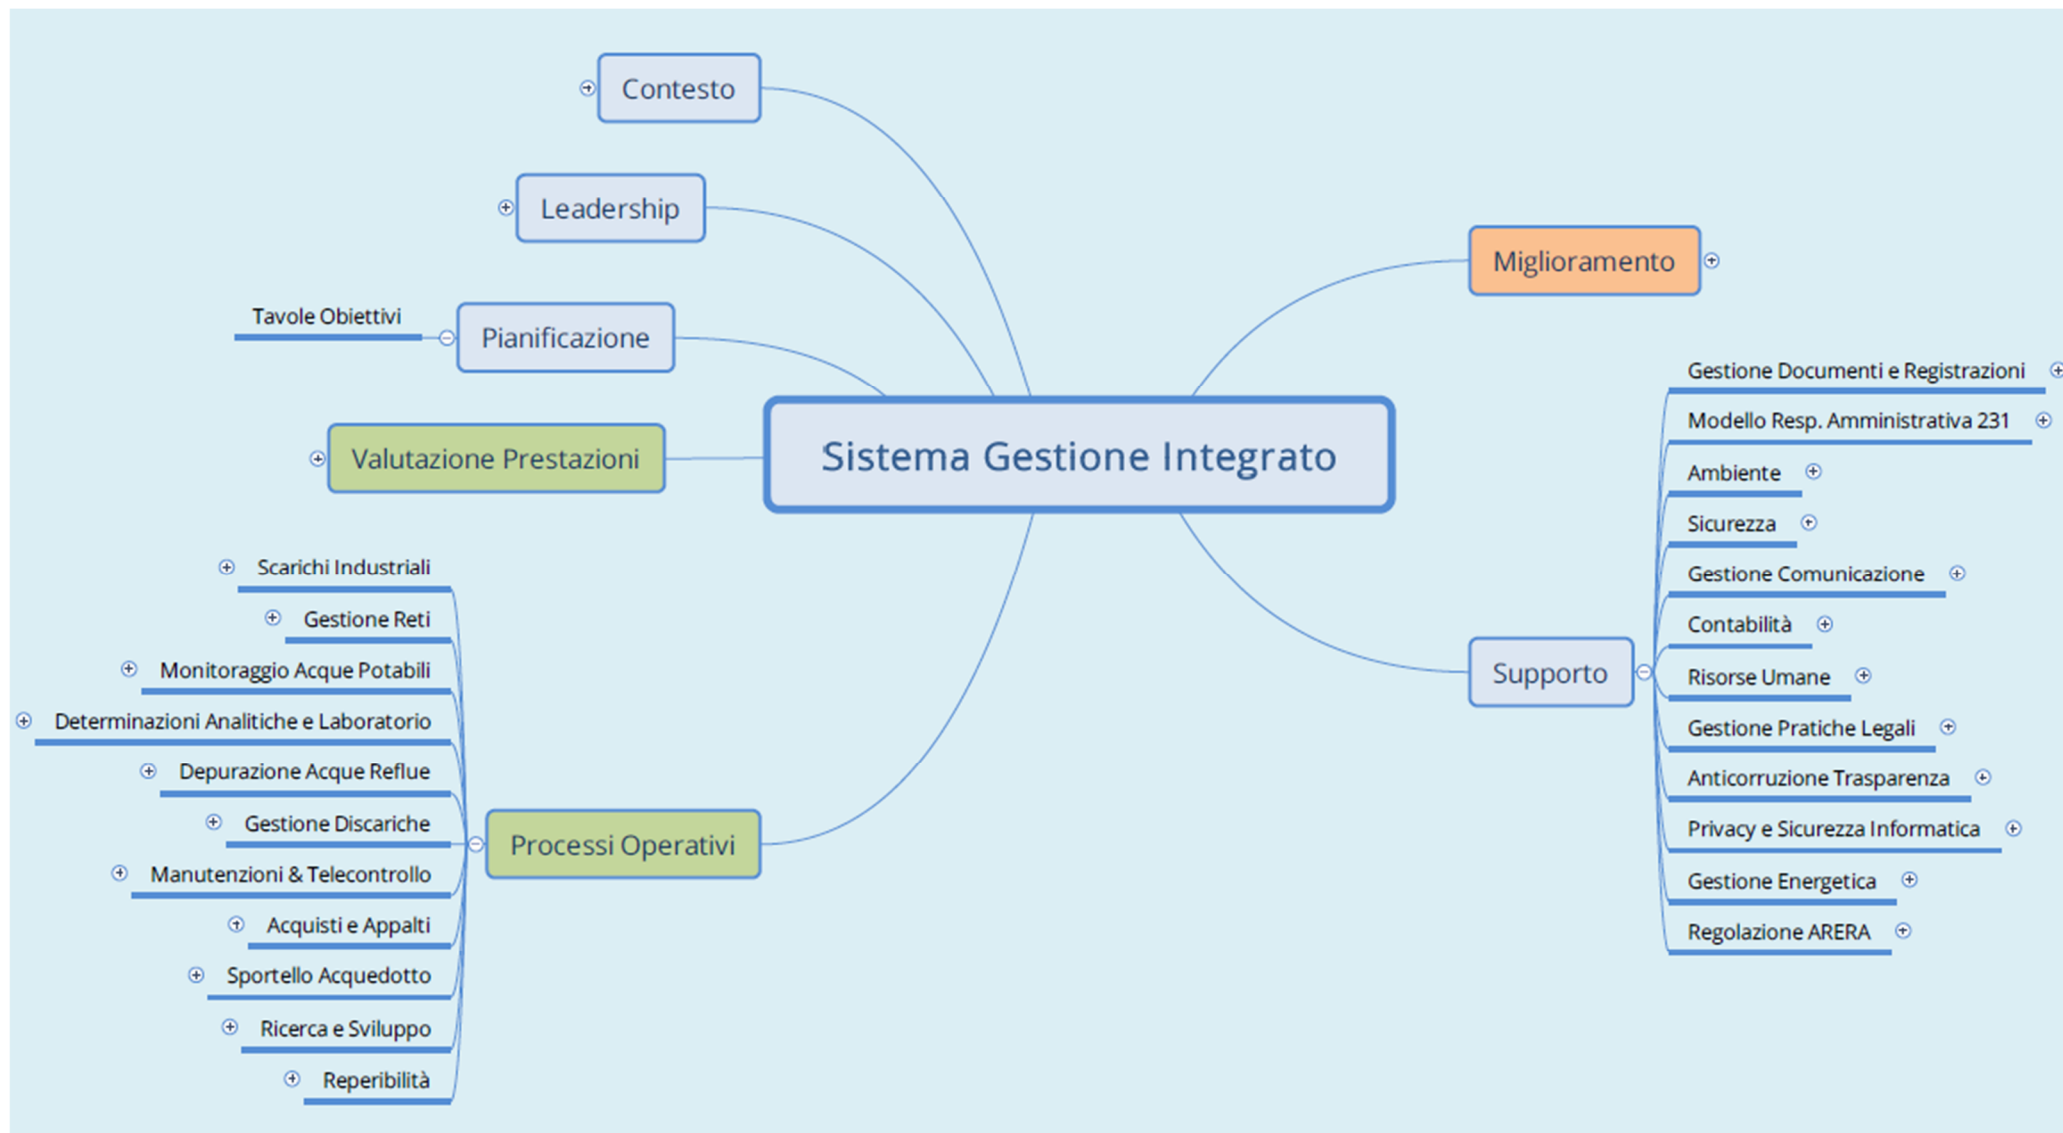 Contesto
Leadership
Pianificazione
Tavole Obiettivi
Valutazione Prestazioni
Sistema Gestione Integrato
Miglioramento
Processi Operativi
Scarichi Industriali
Gestione Reti
Monitoraggio Acque Potabili
Determinazioni Analitiche e Laboratorio
Depurazione Acque Reflue
Gestione Discariche
Manutenzioni & Telecontrollo
Acquisti e Appalti
Sportello Acquedotto
Ricerca e Sviluppo
Reperibilità
Supporto
Gestione Documenti e Registrazioni
Modello Resp. Amministrativa 231
Ambiente
Sicurezza
Gestione Comunicazione
Contabilità
Risorse Umane
Gestione Pratiche Legali
Anticorruzione Trasparenza
Privacy e Sicurezza Informatica
Gestione Energetica
Regolazione ARERA